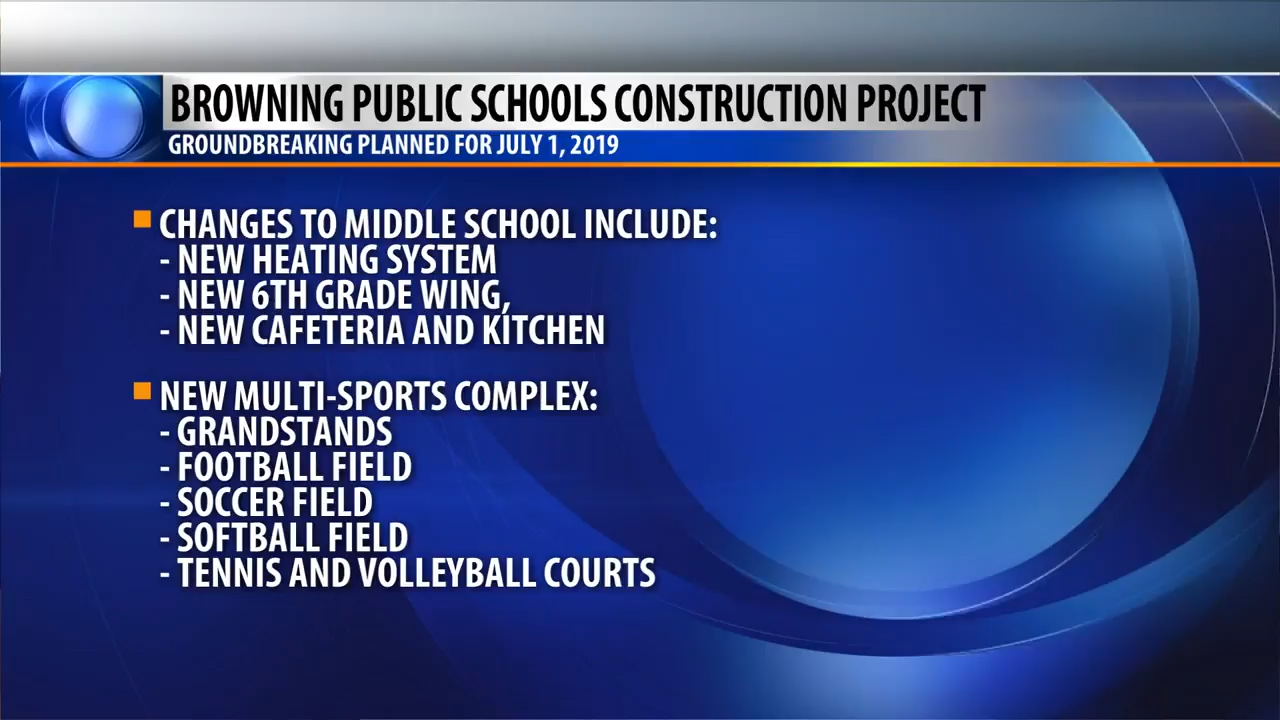 BROWNING PUBLIC SCHOOLS CONSTRUCTION PROJECT
GROUNDBREAKING PLANNED FOR JULY 1, 2019
CHANGES TO MIDDLE SCHOOL INCLUDE:
- NEW HEATING SYSTEM
- NEW 6TH GRADE WING,
- NEW CAFETERIA AND KITCHEN
NEW MULTI-SPORTS COMPLEX:
- GRANDSTANDS
- FOOTBALL FIELD
- SOCCER FIELD
- SOFTBALL FIELD
- TENNIS AND VOLLEYBALL COURTS